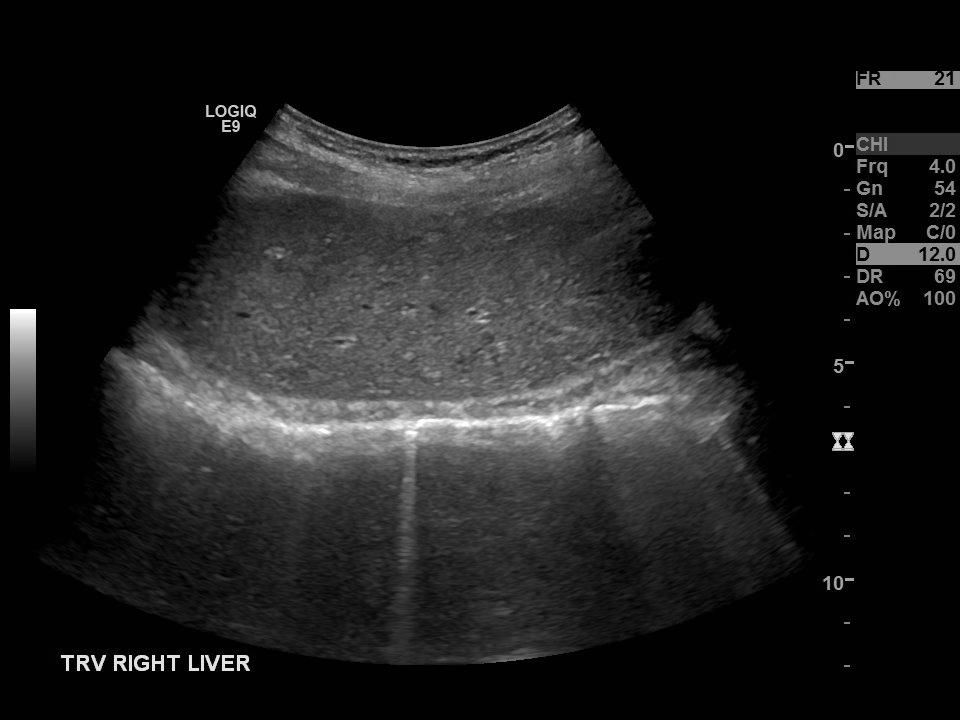 LOGIQ
E9
FR 21
0
CHI
Frq 4.0
Gn 54
S/A 2/2
Map C/0
D 12.0
DR 69
AO% 100
5
10
TRV RIGHT LIVER